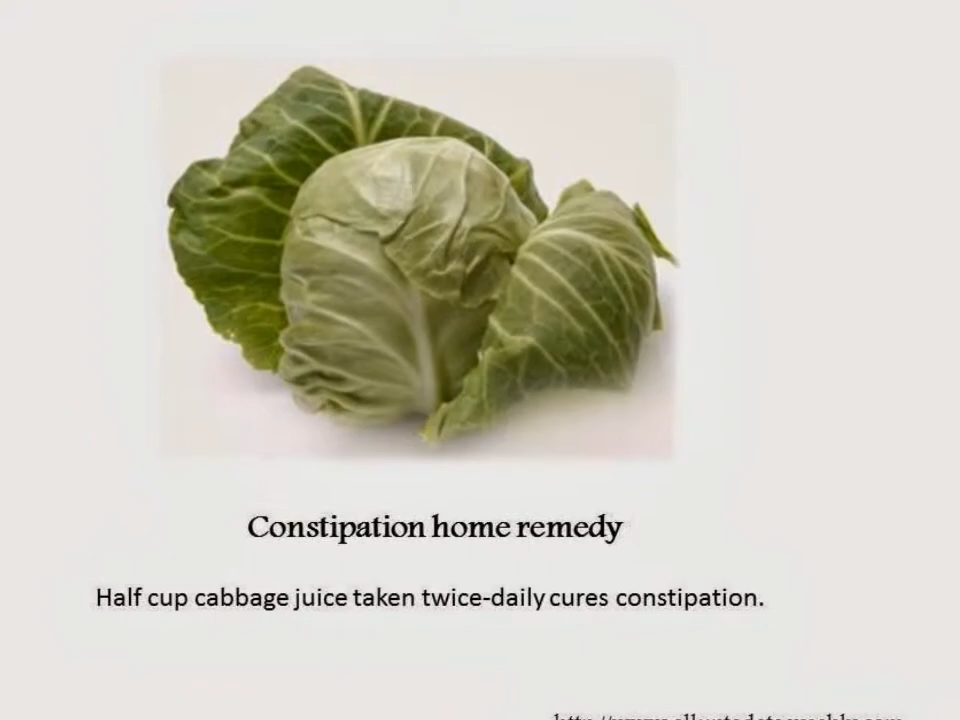 Constipation home remedy
Half cup cabbage juice taken twice-daily cures constipation.